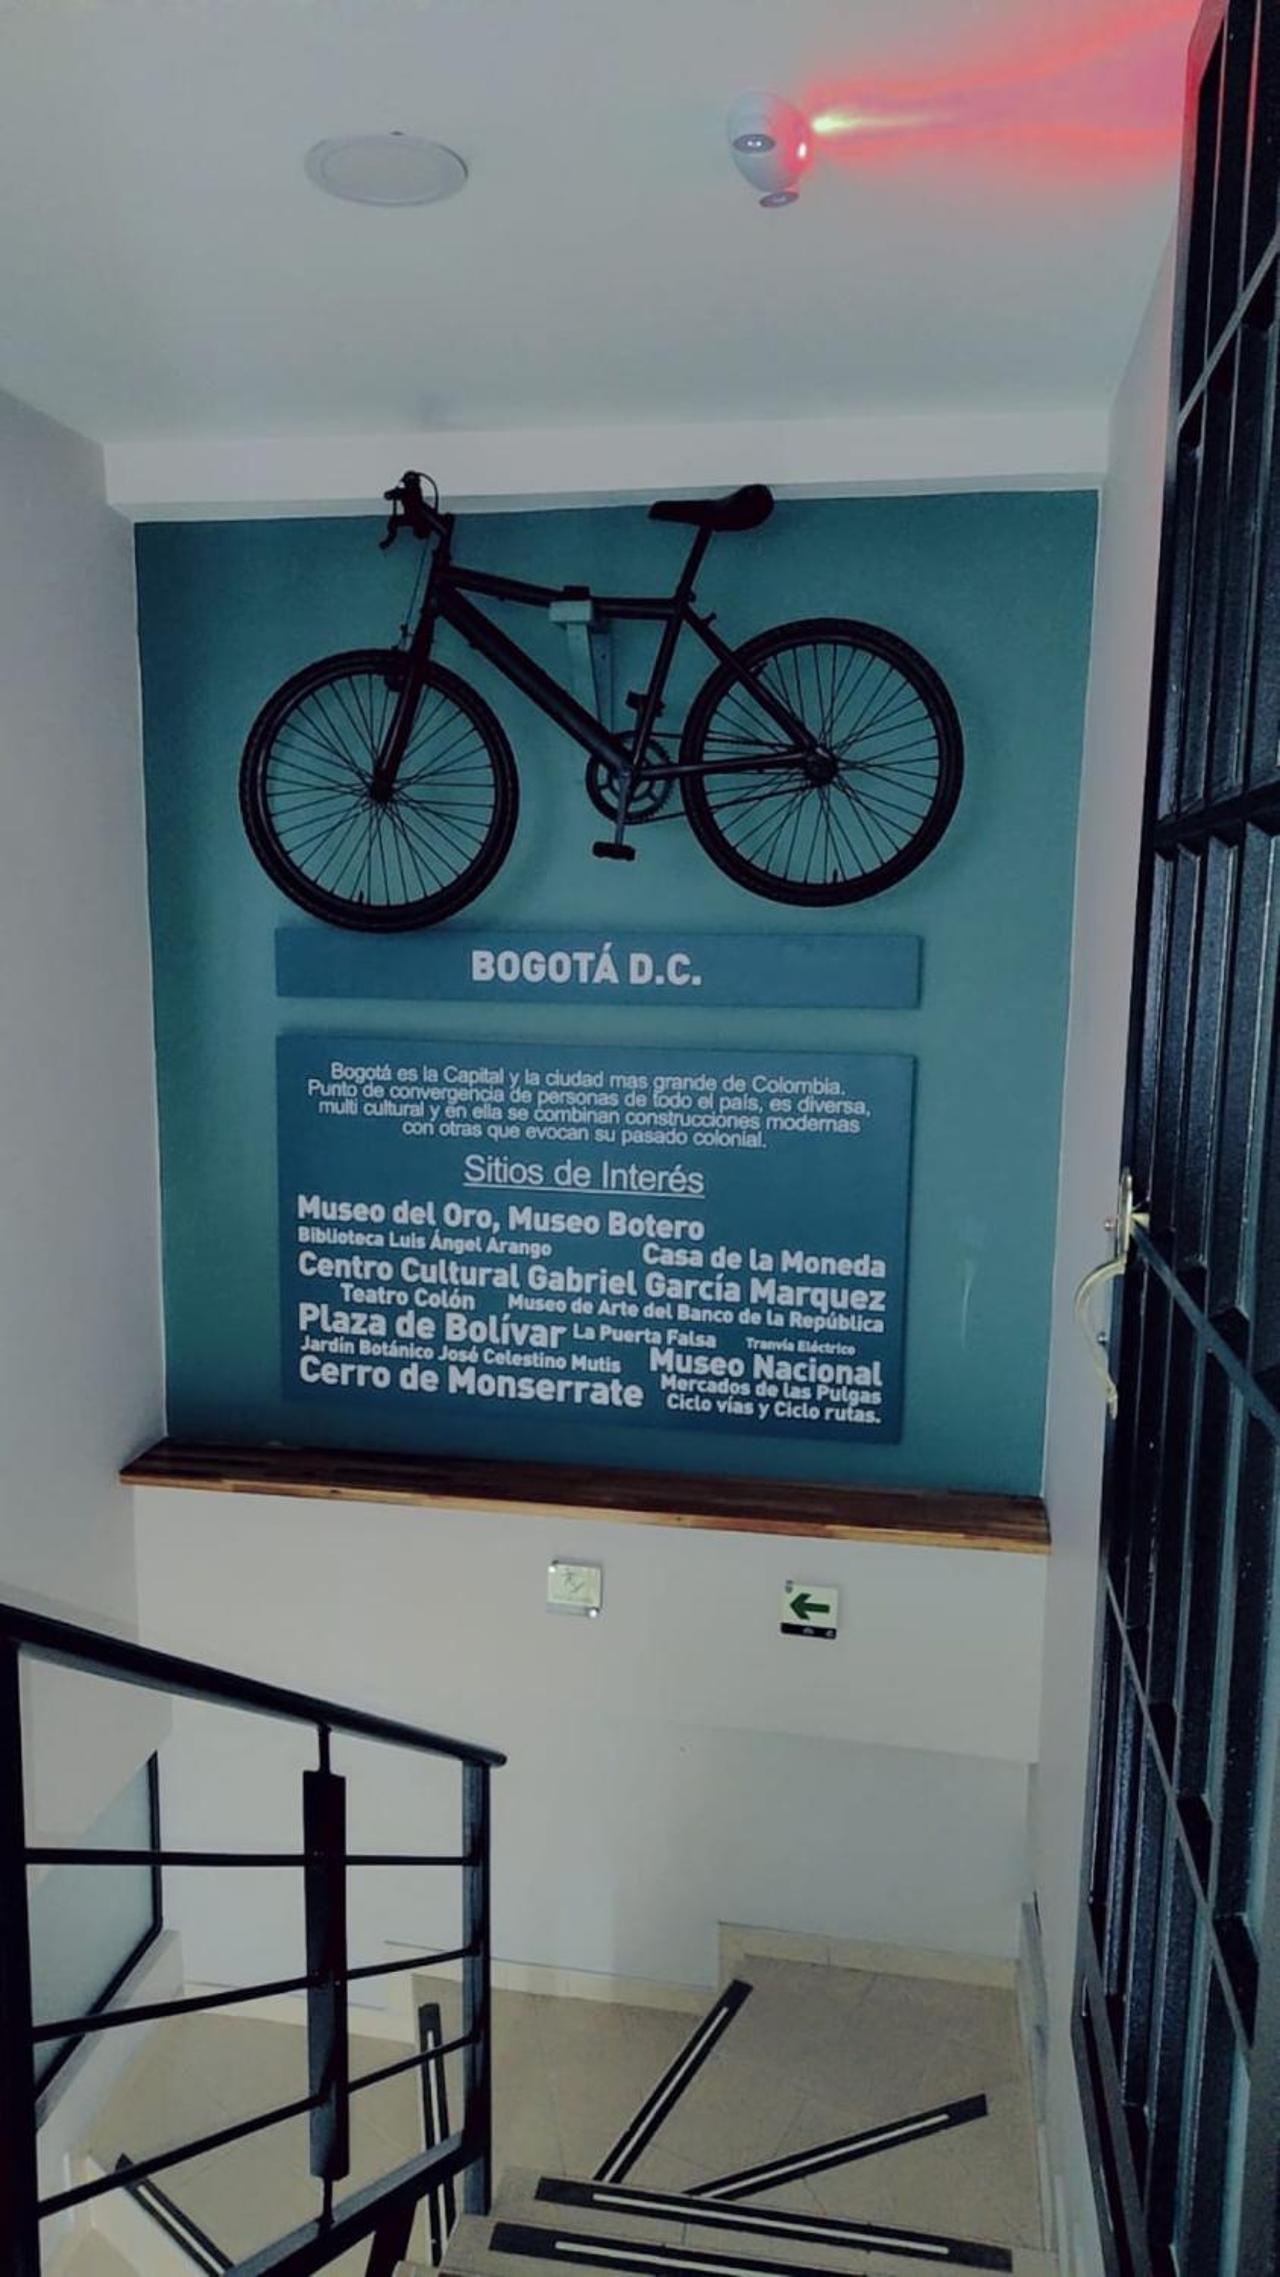 BOGOTÁ D.C.
Bogotá es la Capital y la ciudad mas grande de Colombia.
Punto de convergencia de personas de todo el país, es diversa,
multi cultural y en ella se combinan construcciones modernas
con otras que evocan su pasado colonial.
Sitios de Interés
Museo del Oro, Museo Botero
Biblioteca Luis Ángel Arango
Casa de la Moneda
Centro Cultural Gabriel García Marquez
Teatro Colón
Museo de Arte del Banco de la República
Plaza de Bolívar
La Puerta Falsa
Tranvía Eléctrico
Jardín Botánico José Celestino Mutis
Museo Nacional
Cerro de Monserrate
Mercados de las Pulgas
Ciclo vías y Ciclo rutas.